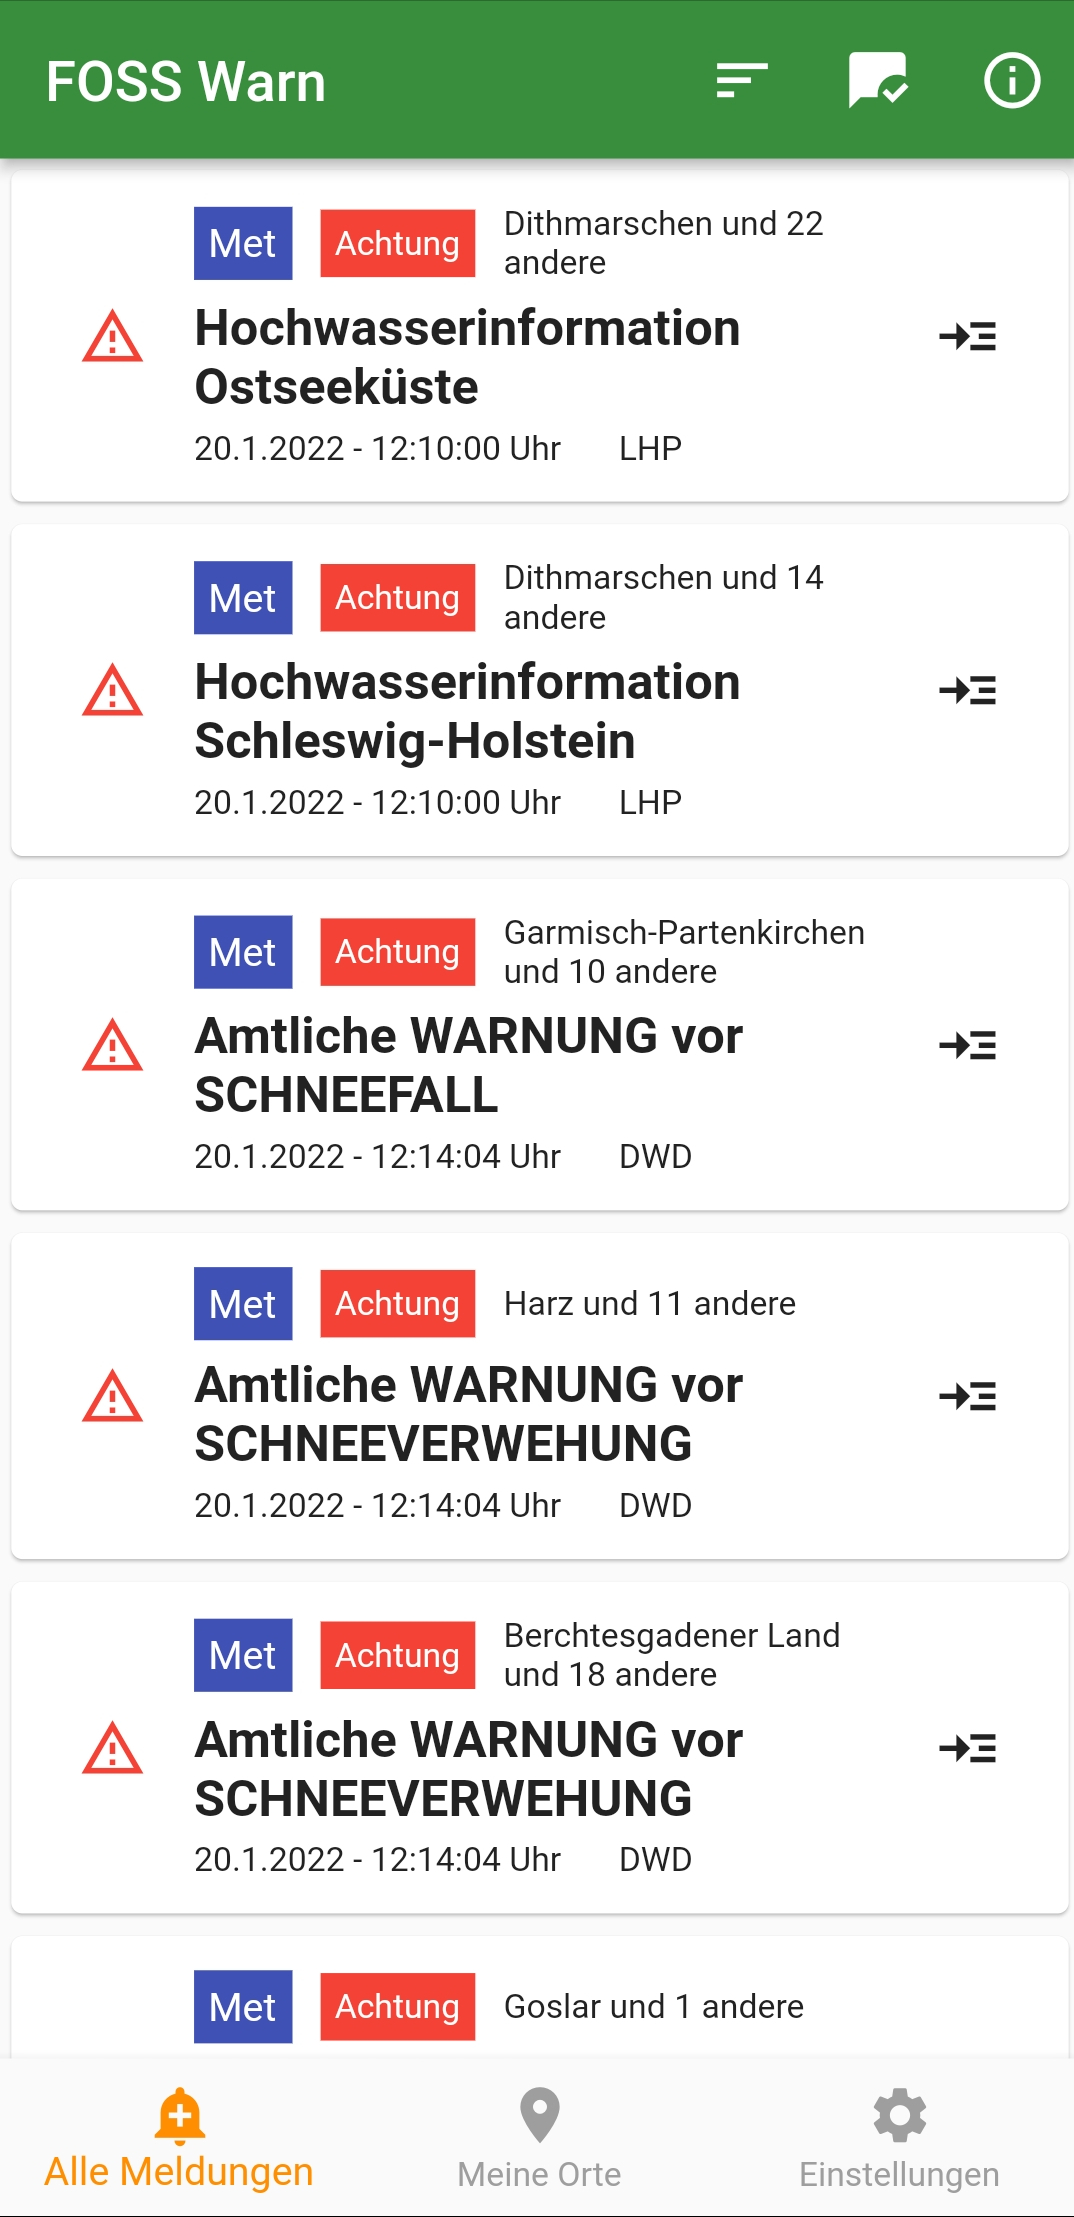 FOSS Warn
Met Achtung Dithmarschen und 22
andere
Hochwasserinformation
Ostseeküste
20.1.2022 - 12:10:00 Uhr LHP
Met Achtung Dithmarschen und 14
andere
Hochwasserinformation
Schleswig-Holstein
20.1.2022 - 12:10:00 Uhr LHP
Met Achtung Garmisch-Partenkirchen
und 10 andere
Amtliche WARNUNG vor
SCHNEEFALL
20.1.2022 - 12:14:04 Uhr DWD
Met Achtung Harz und 11 andere
Amtliche WARNUNG vor
SCHNEEVERWEHUNG
20.1.2022 - 12:14:04 Uhr DWD
Met Achtung Berchtesgadener Land
und 18 andere
Amtliche WARNUNG vor
SCHNEEVERWEHUNG
20.1.2022 - 12:14:04 Uhr DWD
Met Achtung Goslar und 1 andere
Alle Meldungen Meine Orte Einstellungen